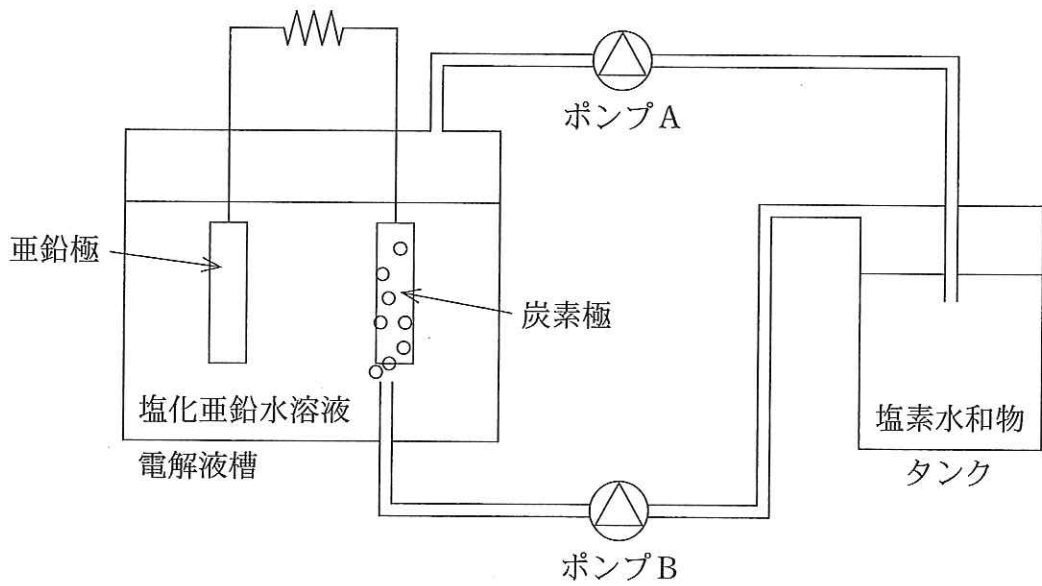 ポンプA
亜鉛極
炭素極
塩化亜鉛水溶液
電解液槽
塩素水和物
タンク
ポンプB